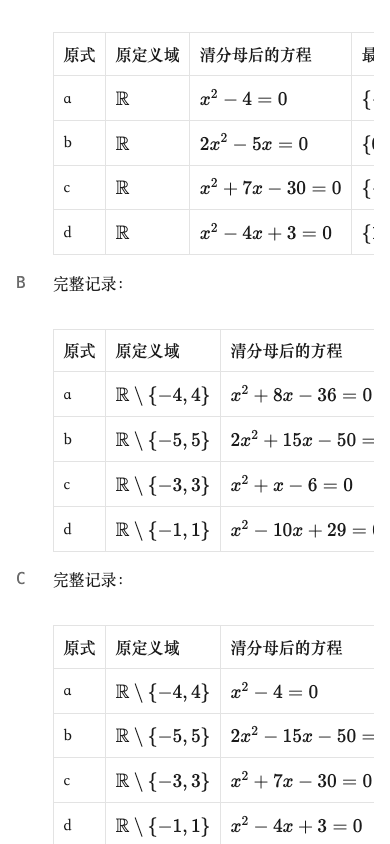 原式 原定义域 清分母后的方程 最
a ℝ x² − 4 = 0 {
b ℝ 2x² − 5x = 0 {
c ℝ x² + 7x − 30 = 0 {
d ℝ x² − 4x + 3 = 0 {
B 完整记录：
原式 原定义域 清分母后的方程
a ℝ \ {−4, 4} x² + 8x − 36 = 0
b ℝ \ {−5, 5} 2x² + 15x − 50 =
c ℝ \ {−3, 3} x² + x − 6 = 0
d ℝ \ {−1, 1} x² − 10x + 29 =
C 完整记录：
原式 原定义域 清分母后的方程
a ℝ \ {−4, 4} x² − 4 = 0
b ℝ \ {−5, 5} 2x² − 15x − 50 =
c ℝ \ {−3, 3} x² + 7x − 30 = 0
d ℝ \ {−1, 1} x² − 4x + 3 = 0